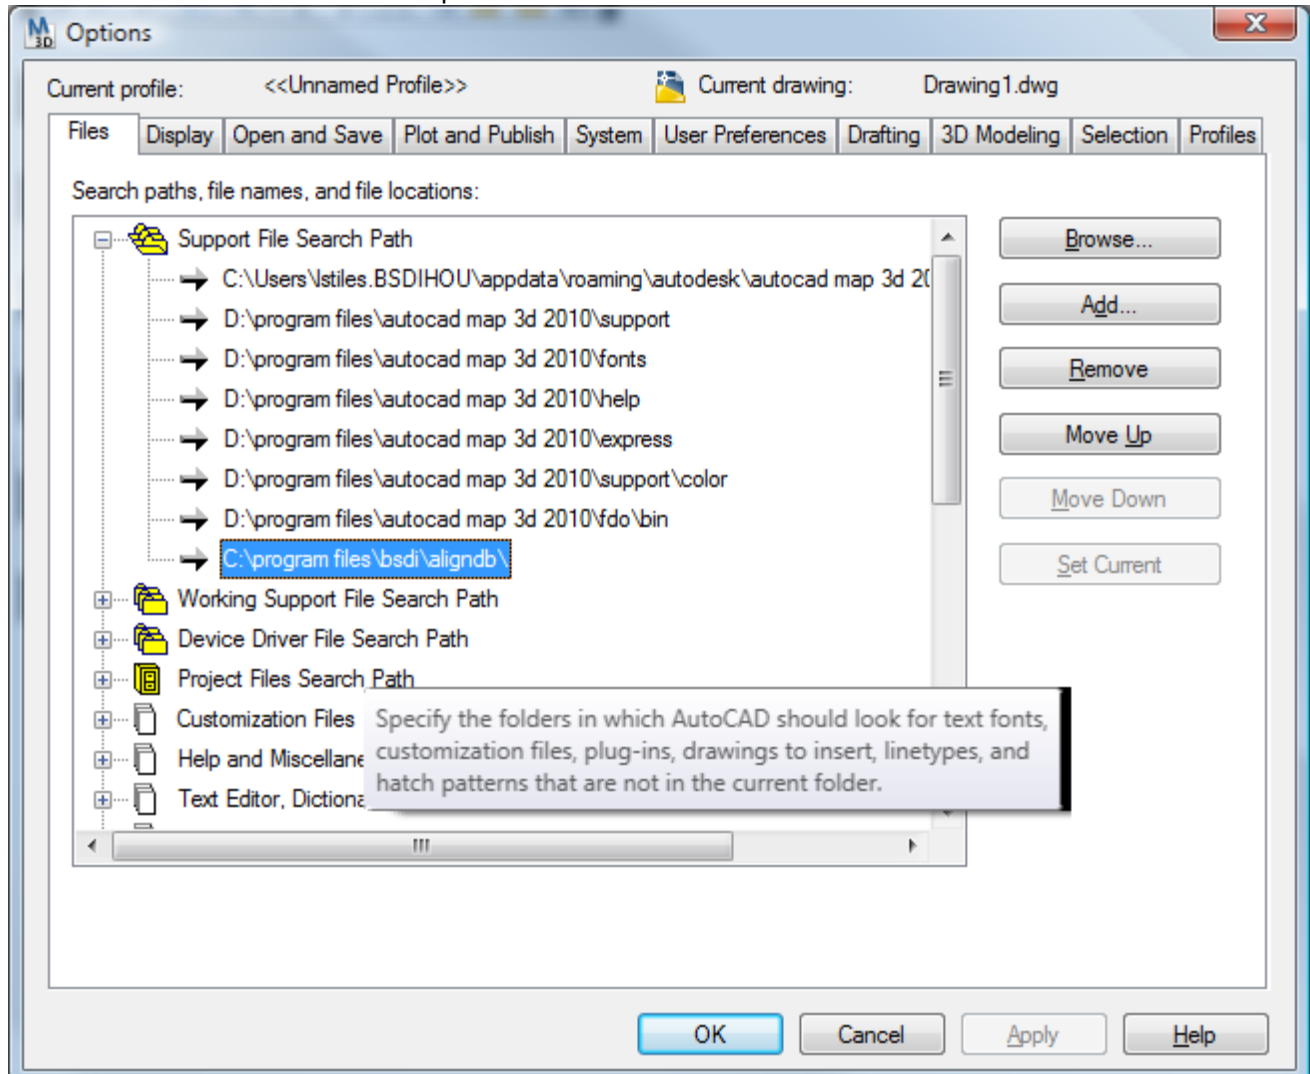 M
3D
Options
X
Current profile: <<Unnamed Profile>> Current drawing: Drawing1.dwg
Files Display Open and Save Plot and Publish System User Preferences Drafting 3D Modeling Selection Profiles
Search paths, file names, and file locations:
Support File Search Path
C:\Users\lstiles.BSDIHOU\appdata\roaming\autodesk\autocad map 3d
D:\program files\autocad map 3d 2010\support
D:\program files\autocad map 3d 2010\fonts
D:\program files\autocad map 3d 2010\help
D:\program files\autocad map 3d 2010\express
D:\program files\autocad map 3d 2010\support\color
D:\program files\autocad map 3d 2010\fdo\bin
C:\program files\bsdi\aligndb\
Working Support File Search Path
Device Driver File Search Path
Project Files Search Path
Customization Files
Help and Miscellane
Text Editor, Dictiona
Specify the folders in which AutoCAD should look for text fonts,
customization files, plug-ins, drawings to insert, linetypes, and
hatch patterns that are not in the current folder.
Browse...
Add...
Remove
Move Up
Move Down
Set Current
OK Cancel Apply Help